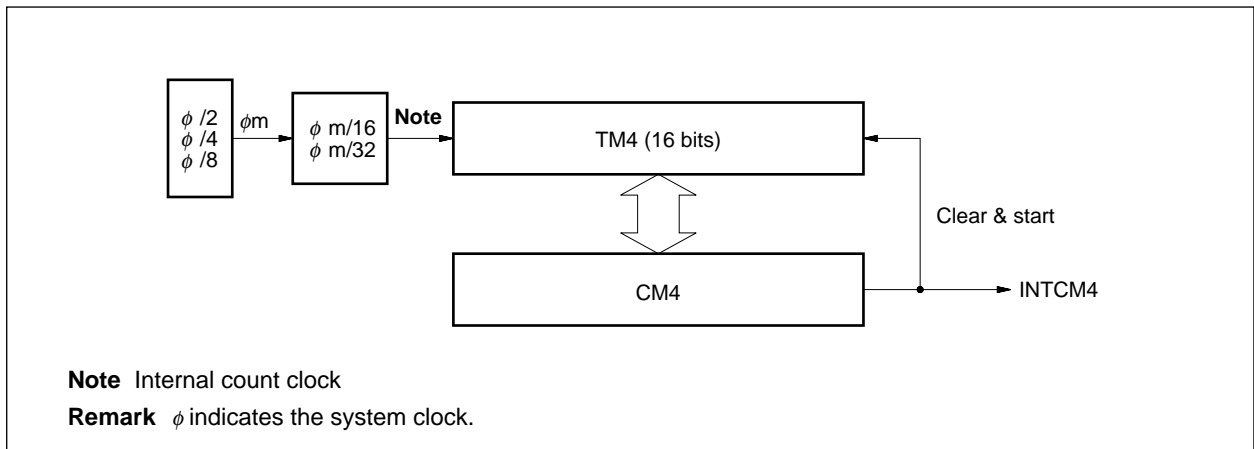 ϕ /2
ϕ /4
ϕ /8
ϕm
ϕ m/16
ϕ m/32
Note
TM4 (16 bits)
Clear & start
CM4
INTCM4
Note Internal count clock
Remark ϕ indicates the system clock.